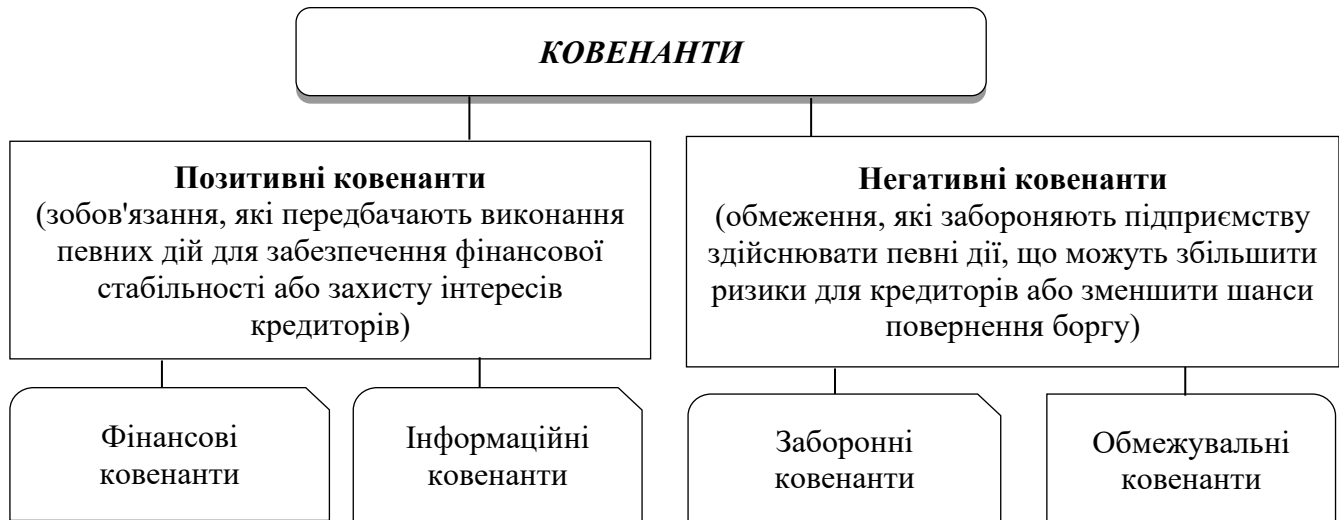 КОВЕНАНТИ
Позитивні ковенанти
(зобов'язання, які передбачають виконання
певних дій для забезпечення фінансової
стабільності або захисту інтересів
кредиторів)
Негативні ковенанти
(обмеження, які забороняють підприємству
здійснювати певні дії, що можуть збільшити
ризики для кредиторів або зменшити шанси
повернення боргу)
Фінансові
ковенанти
Інформаційні
ковенанти
Заборонні
ковенанти
Обмежувальні
ковенанти